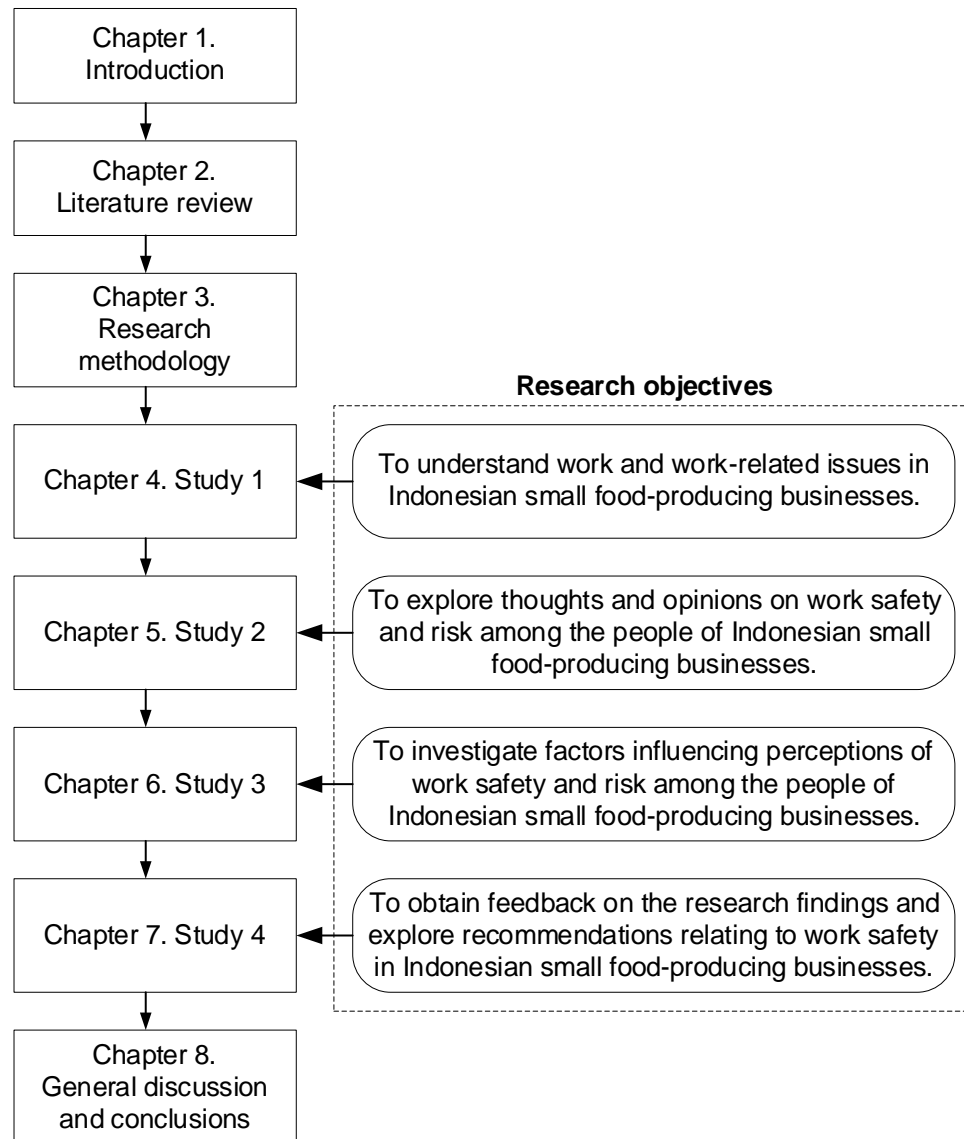 Chapter 1.
Introduction
Chapter 2.
Literature review
Chapter 3.
Research
methodology
Research objectives
Chapter 4. Study 1
To understand work and work-related issues in
Indonesian small food-producing businesses.
Chapter 5. Study 2
To explore thoughts and opinions on work safety
and risk among the people of Indonesian small
food-producing businesses.
Chapter 6. Study 3
To investigate factors influencing perceptions of
work safety and risk among the people of
Indonesian small food-producing businesses.
Chapter 7. Study 4
To obtain feedback on the research findings and
explore recommendations relating to work safety
in Indonesian small food-producing businesses.
Chapter 8.
General discussion
and conclusions